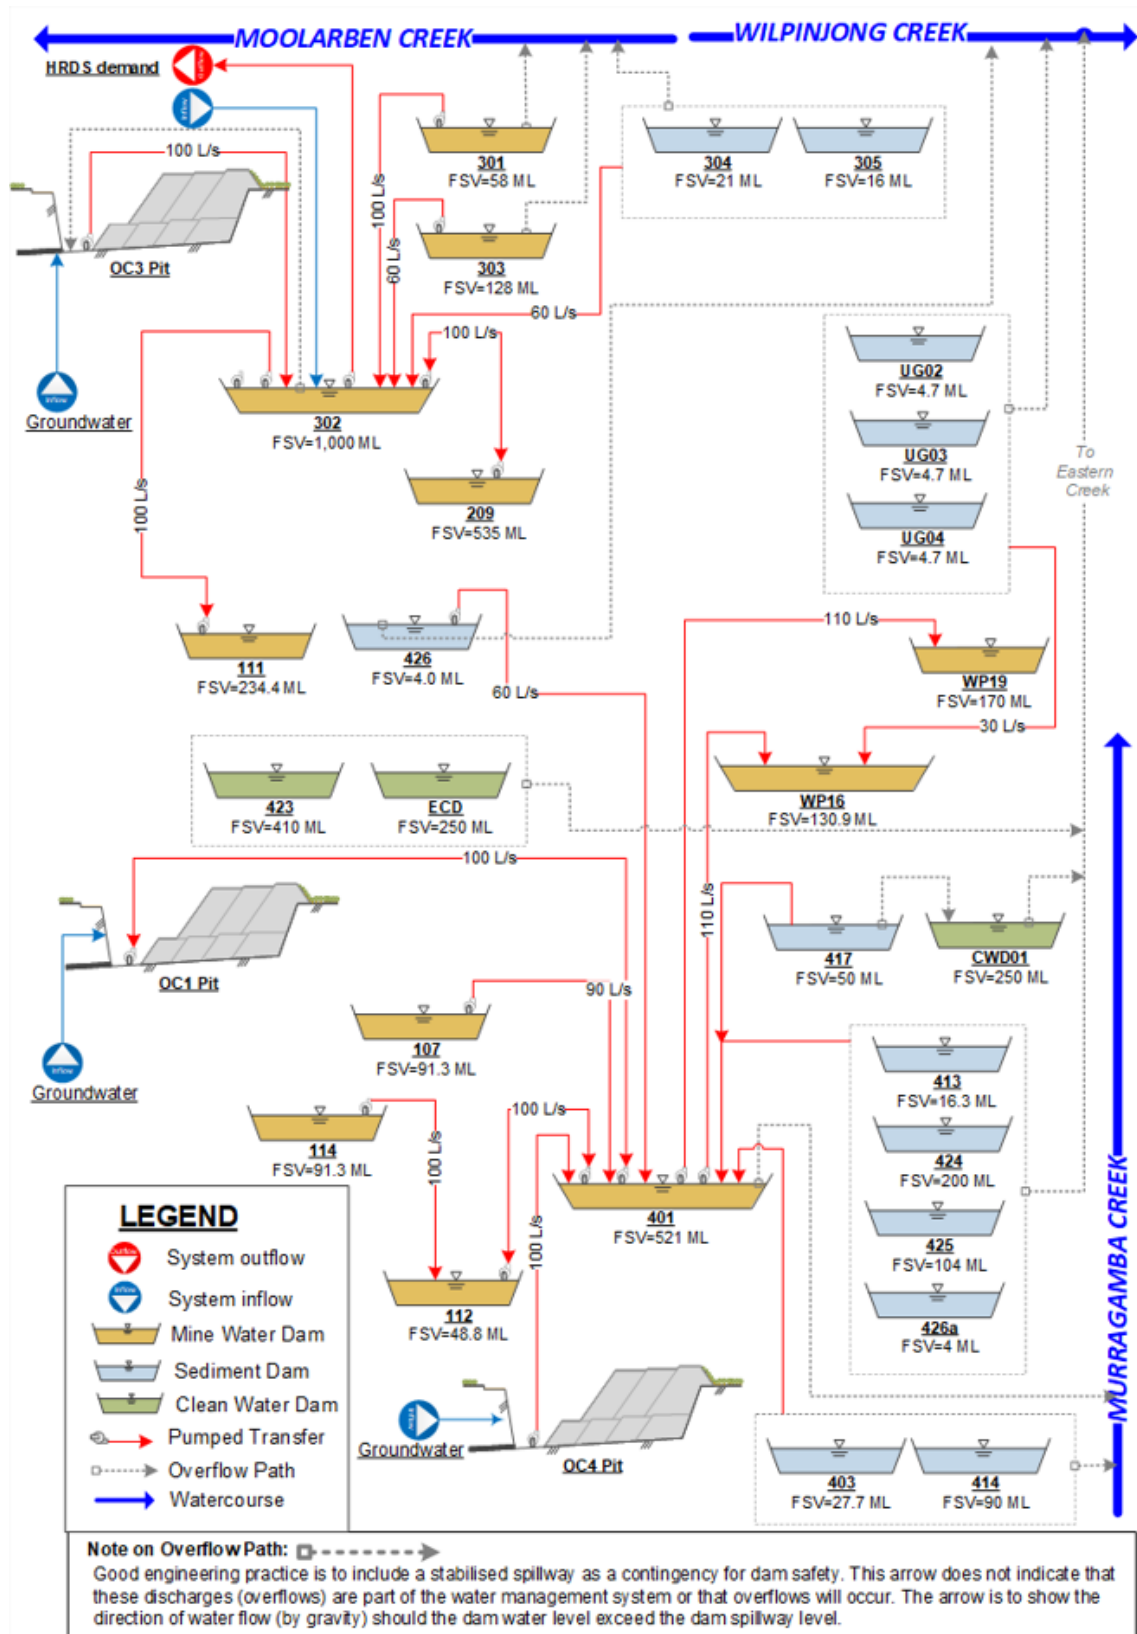 MOOLARBEN CREEK
WILPINJONG CREEK
HRDS demand
Outflow
Inflow
100 L/s
301
FSV=58 ML
304
FSV=21 ML
305
FSV=16 ML
100 L/s
60 L/s
303
FSV=128 ML
OC3 Pit
60 L/s
100 L/s
Inflow
Groundwater
302
FSV=1,000 ML
UG02
FSV=4.7 ML
UG03
FSV=4.7 ML
To
Eastern
Creek
209
FSV=535 ML
100 L/s
UG04
FSV=4.7 ML
110 L/s
111
FSV=234.4 ML
426
FSV=4.0 ML
60 L/s
WP19
FSV=170 ML
30 L/s
WP16
FSV=130.9 ML
423
FSV=410 ML
ECD
FSV=250 ML
100 L/s
110 L/s
417
FSV=50 ML
CWD01
FSV=250 ML
OC1 Pit
90 L/s
Inflow
Groundwater
107
FSV=91.3 ML
413
FSV=16.3 ML
114
FSV=91.3 ML
100 L/s
100 L/s
424
FSV=200 ML
401
FSV=521 ML
100 L/s
425
FSV=104 ML
112
FSV=48.8 ML
426a
FSV=4 ML
MURRAGAMBA CREEK
Inflow
Groundwater
OC4 Pit
403
FSV=27.7 ML
414
FSV=90 ML
LEGEND
Outflow
System outflow
Inflow
System inflow
Mine Water Dam
Sediment Dam
Clean Water Dam
Pumped Transfer
Overflow Path
Watercourse
Note on Overflow Path:
Good engineering practice is to include a stabilised spillway as a contingency for dam safety. This arrow does not indicate that
these discharges (overflows) are part of the water management system or that overflows will occur. The arrow is to show the
direction of water flow (by gravity) should the dam water level exceed the dam spillway level.